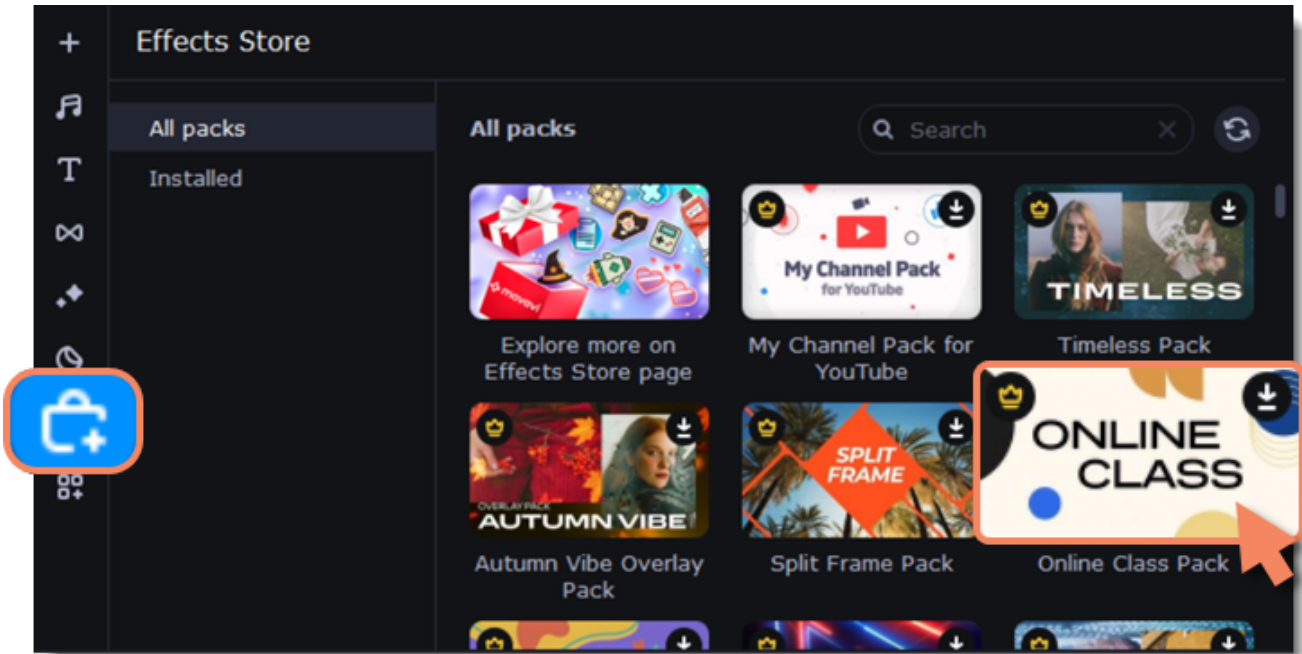 Effects Store
All packs
Installed
All packs
Search
movavi
My Channel Pack
for YouTube
TIMELESS
Explore more on
Effects Store page
My Channel Pack for
YouTube
Timeless Pack
OVERLAY PACK
AUTUMN VIBE
SPLIT
FRAME
ONLINE
CLASS
Autumn Vibe Overlay
Pack
Split Frame Pack
Online Class Pack